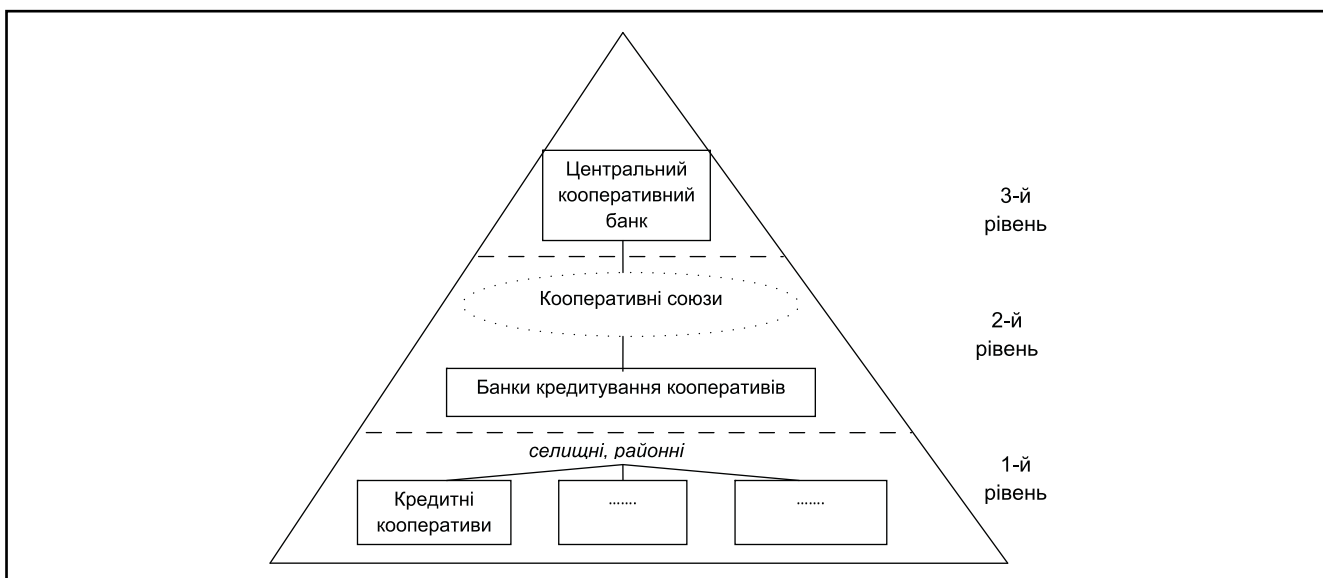 Центральний
кооперативний
банк
3-й
рівень
Кооперативні союзи
2-й
рівень
Банки кредитування кооперативів
селищні, районні
1-й
рівень
Кредитні
кооперативи
.......
.......